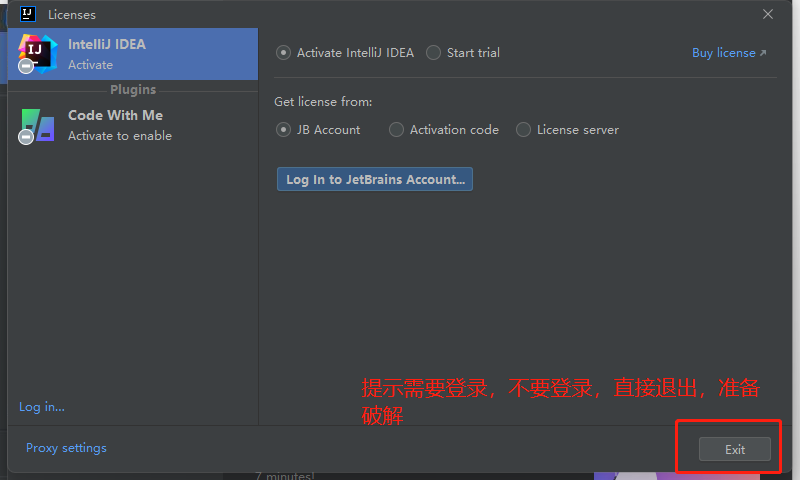 Licenses
IntelliJ IDEA
Activate
Plugins
Code With Me
Activate to enable
Activate IntelliJ IDEA
Start trial
Buy license
Get license from:
JB Account
Activation code
License server
Log In to JetBrains Account...
提示需要登录，不要登录，直接退出，准备
破解
Log in...
Proxy settings
Exit
7 minutes!